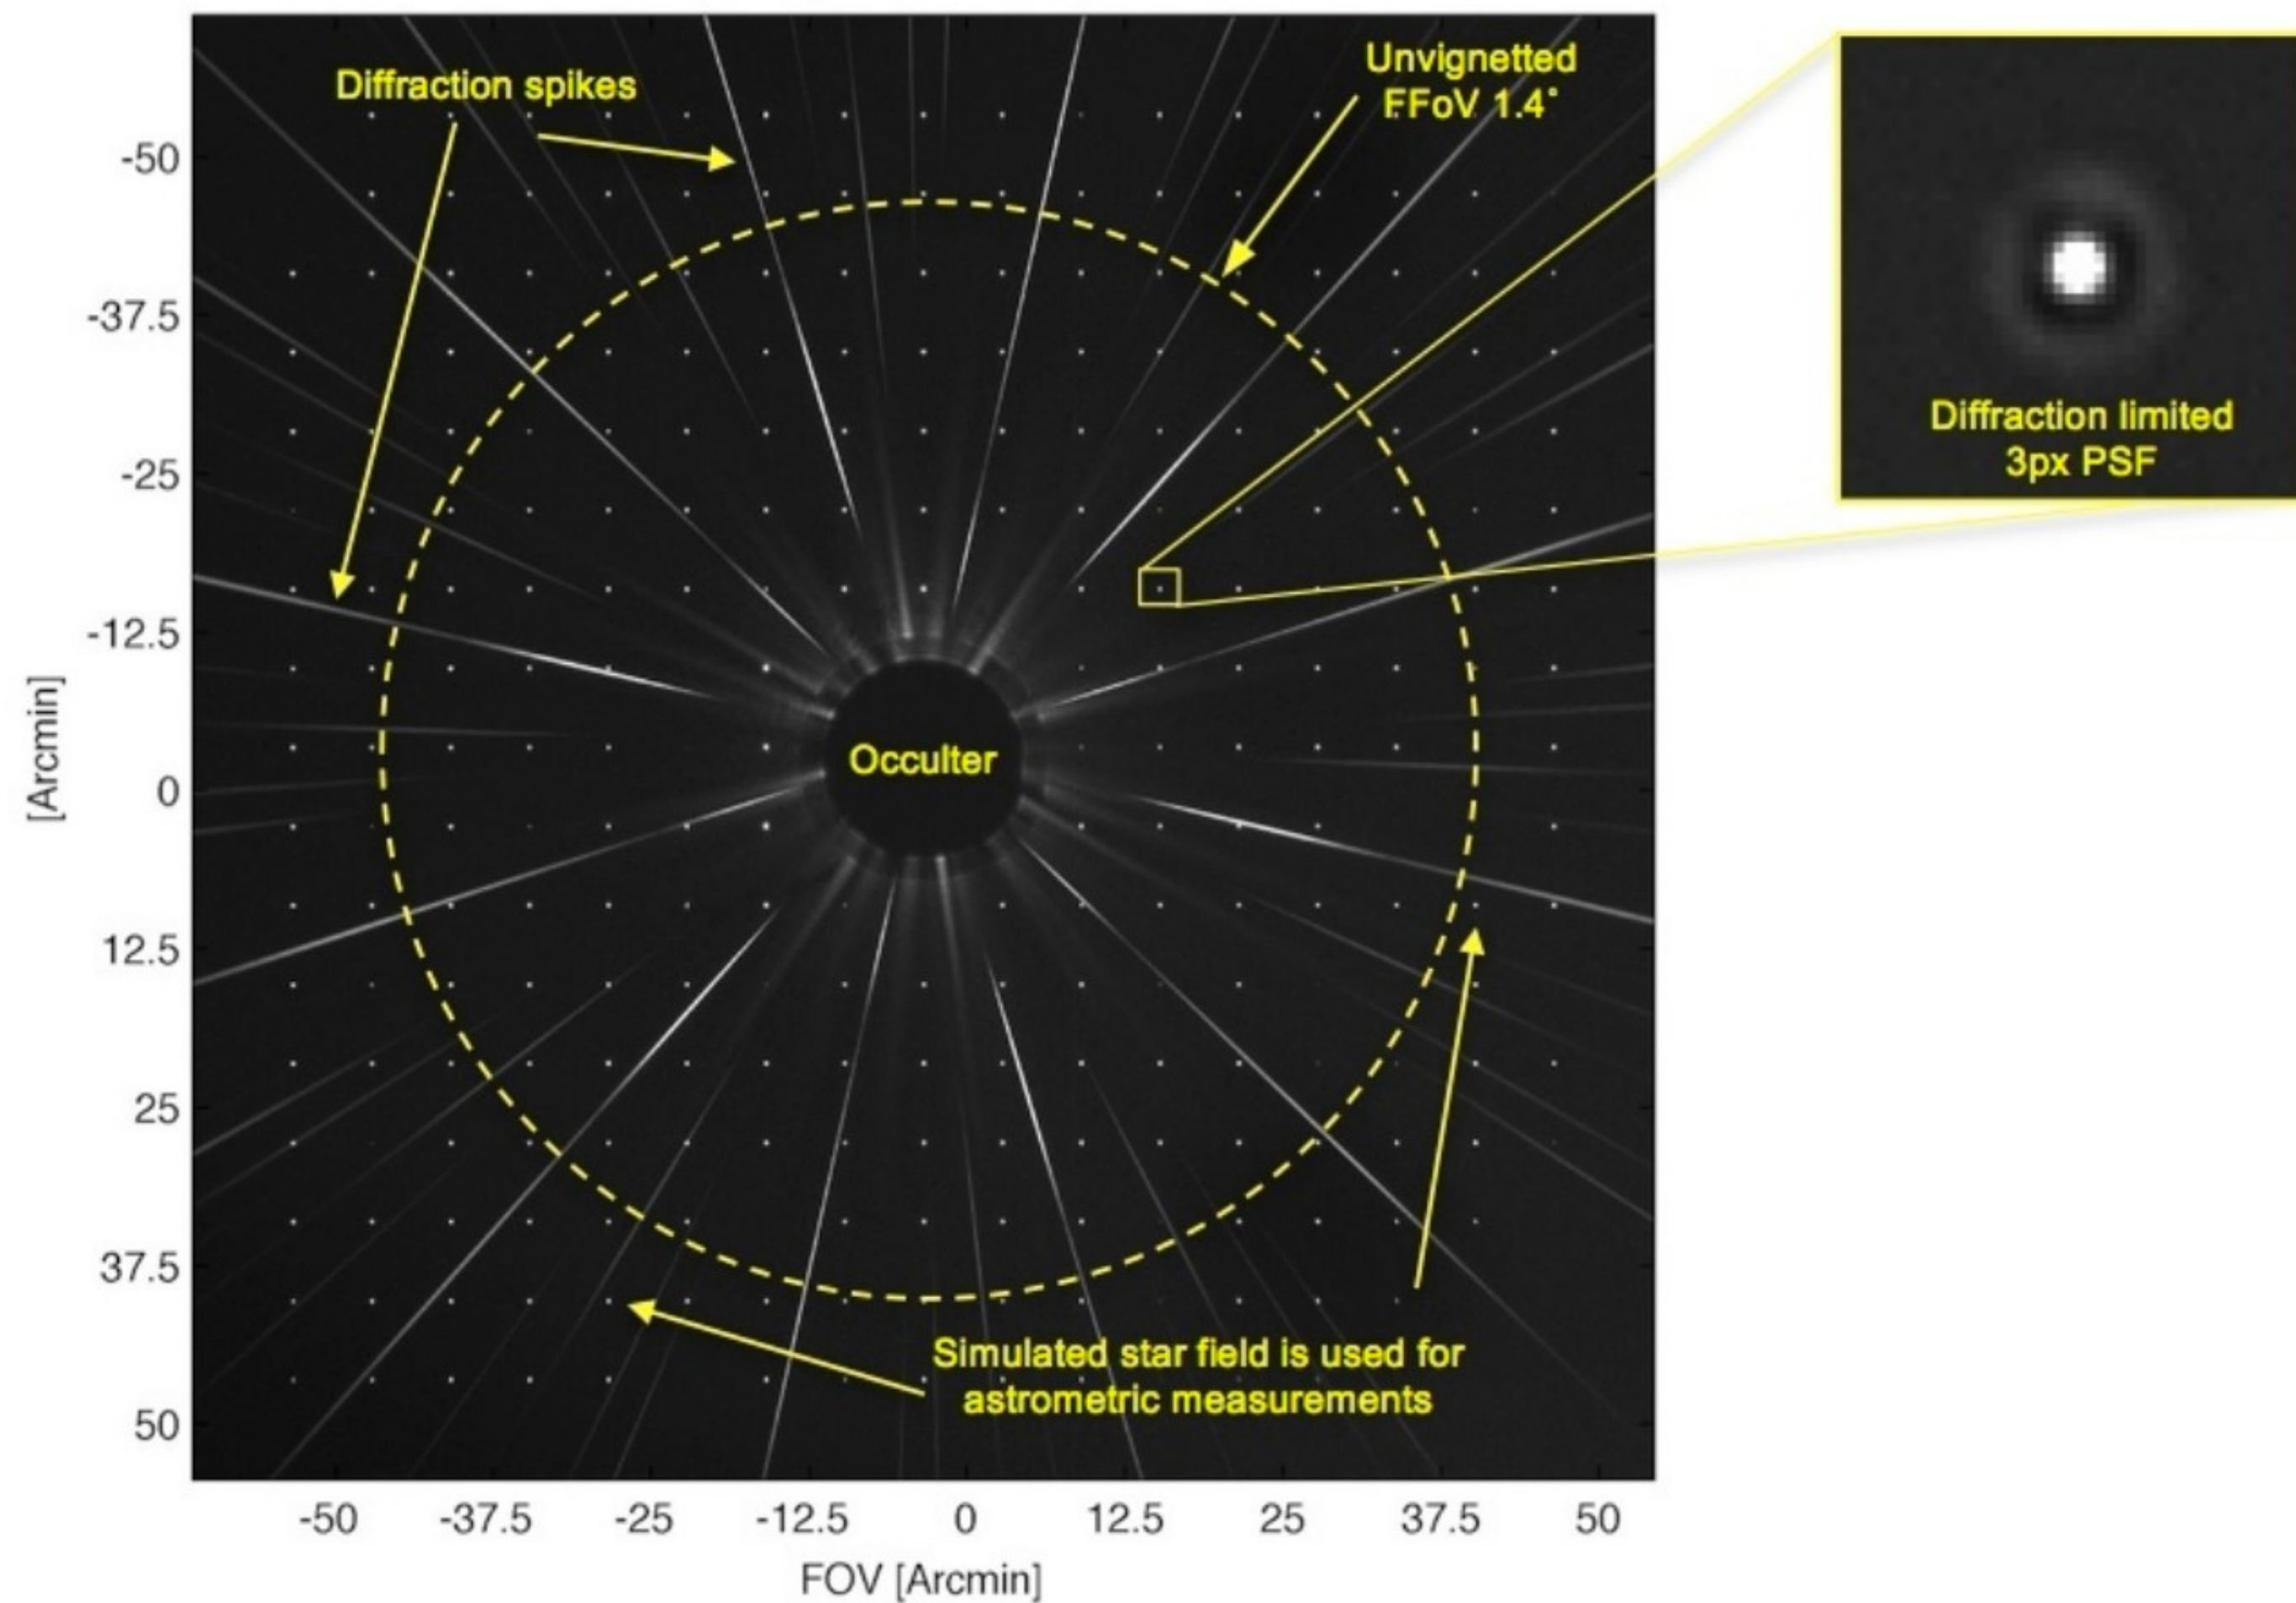 Diffraction spikes
Unvignetted
FFoV 1.4°
Diffraction limited
3px PSF
Occulter
Simulated star field is used for
astrometric measurements
[Arcmin]
-50
-37.5
-25
-12.5
0
12.5
25
37.5
50
-50
-37.5
-25
-12.5
0
12.5
25
37.5
50
FOV [Arcmin]